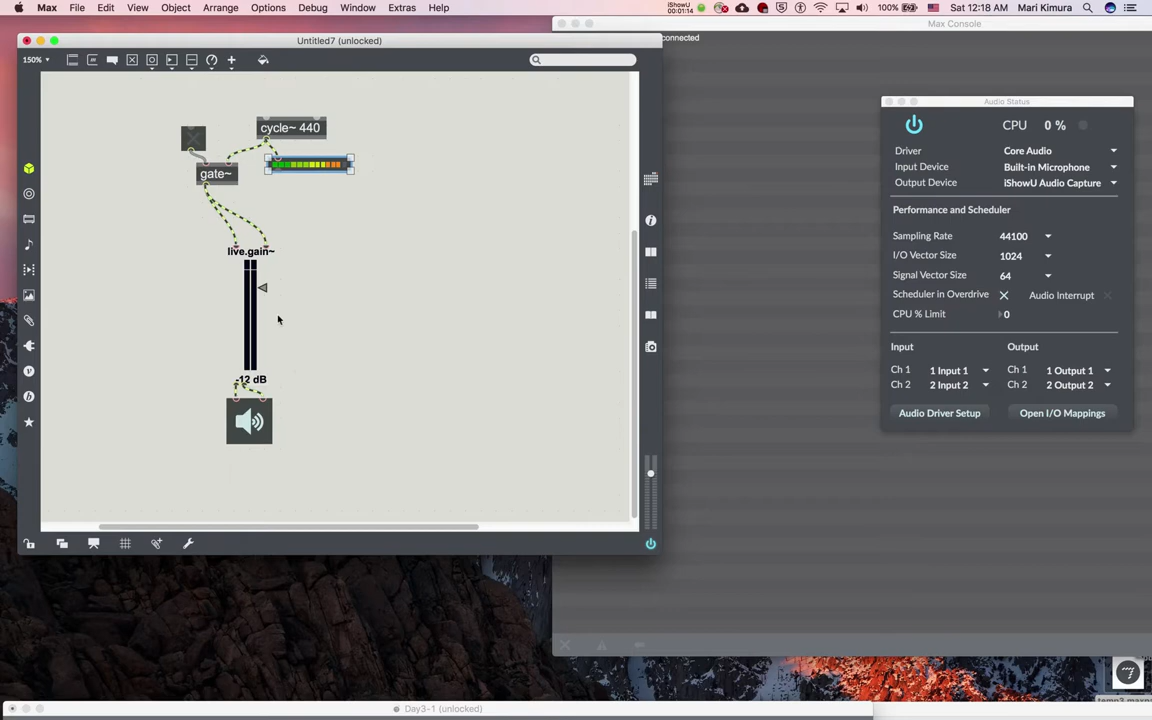 Max File Edit View Object Arrange Options Debug Window Extras Help
iShowU
00:01:14
100% Sat 12:18 AM Mari Kimura
Max Console
Untitled7 (unlocked)
connected
150%
cycle~ 440
gate~
live.gain~
-12 dB
Audio Status
CPU 0 %
Driver Core Audio
Input Device Built-in Microphone
Output Device iShowU Audio Capture
Performance and Scheduler
Sampling Rate 44100
I/O Vector Size 1024
Signal Vector Size 64
Scheduler in Overdrive Audio Interrupt
CPU % Limit 0
Input Output
Ch 1 1 Input 1 Ch 1 1 Output 1
Ch 2 2 Input 2 Ch 2 2 Output 2
Audio Driver Setup Open I/O Mappings
Day3-1 (unlocked)